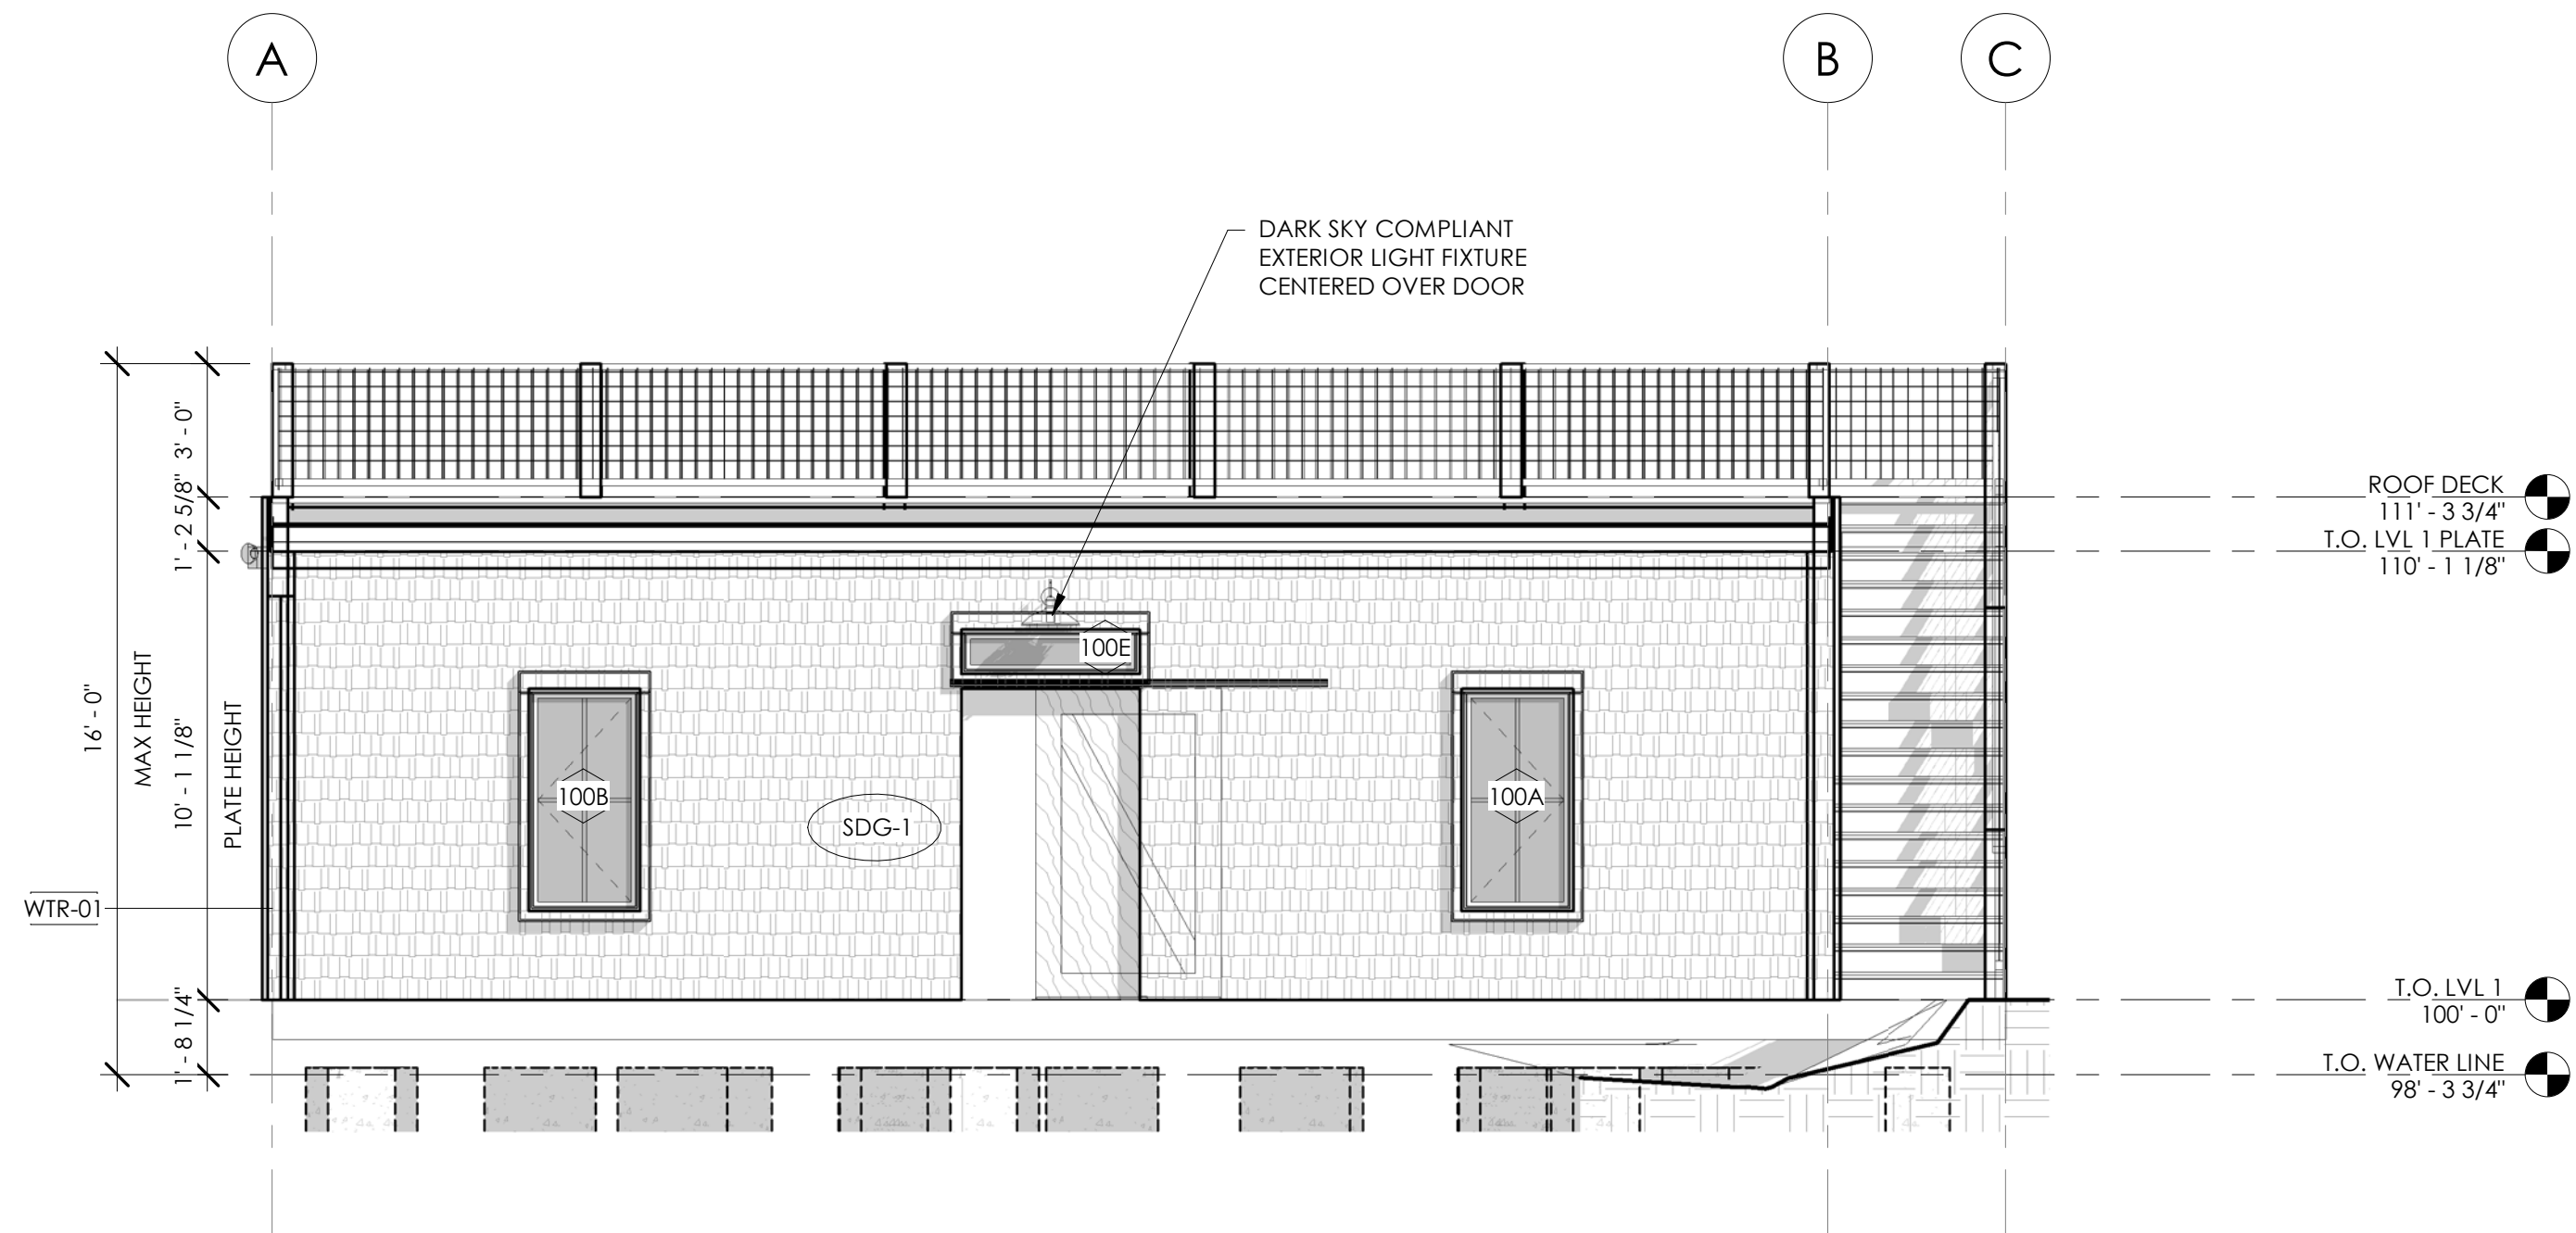 A
B
C
DARK SKY COMPLIANT
EXTERIOR LIGHT FIXTURE
CENTERED OVER DOOR
3' - 0"
1' - 2 5/8"
16' - 0"
MAX HEIGHT
10' - 1 1/8"
PLATE HEIGHT
1' - 8 1/4"
WTR-01
100E
100B
SDG-1
100A
ROOF DECK
111' - 3 3/4"
T.O. LVL 1 PLATE
110' - 1 1/8"
T.O. LVL 1
100' - 0"
T.O. WATER LINE
98' - 3 3/4"